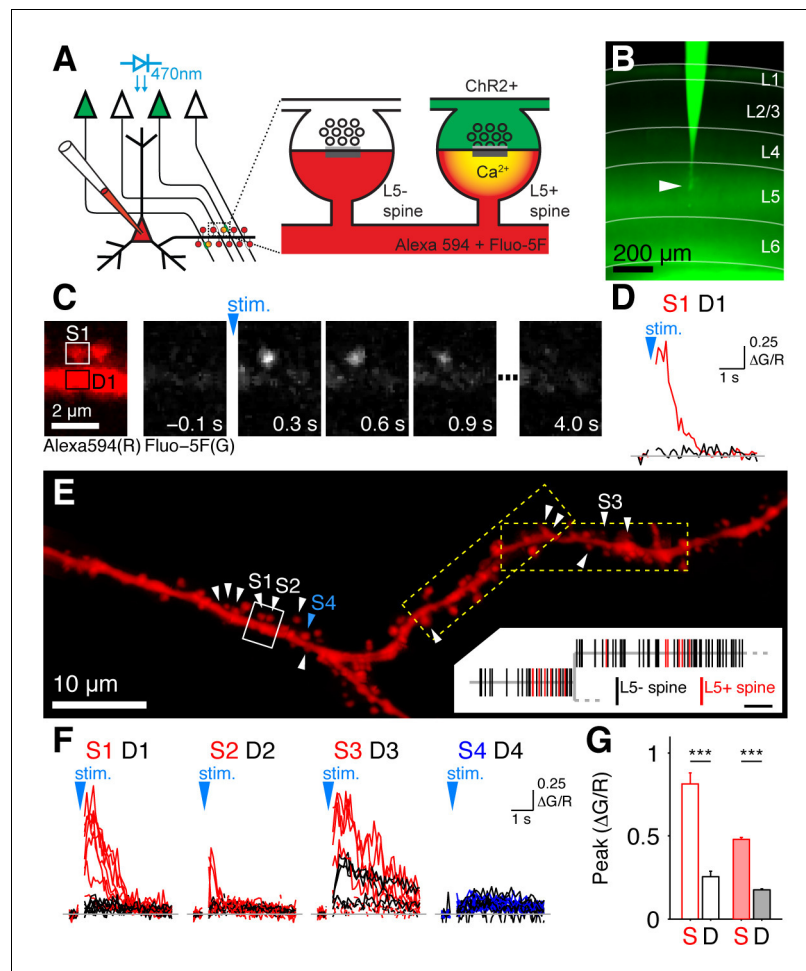 A
470nm
ChR2+
L5-
spine
Ca2+
L5+
spine
Alexa 594 + Fluo-5F
B
L1
L2/3
L4
L5
L6
200 µm
C
stim.
S1
D1
2 µm
−0.1 s
0.3 s
0.6 s
0.9 s
4.0 s
Alexa594(R) Fluo−5F(G)
D
S1 D1
stim.
0.25
ΔG/R
1 s
E
S1
S2
S4
S3
10 µm
L5- spine
L5+ spine
F
S1 D1
stim.
S2 D2
stim.
S3 D3
stim.
S4 D4
stim.
0.25
ΔG/R
1 s
G
Peak (ΔG/R)
1
0.5
0
***
***
S D S D